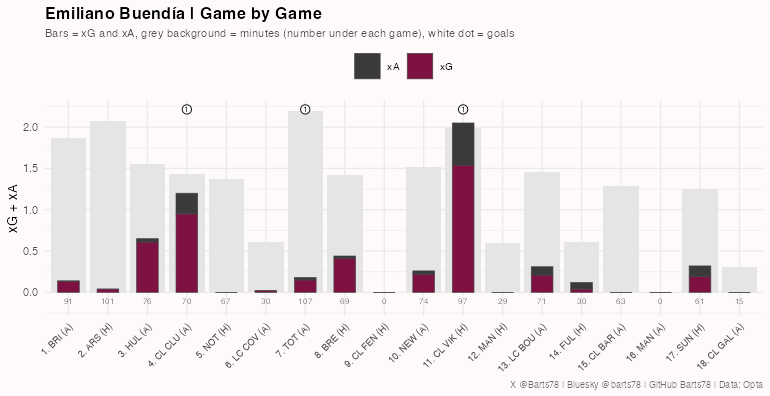 Emiliano Buendía | Game by Game
Bars = xG and xA, grey background = minutes (number under each game), white dot = goals
xA xG
1 1 1
xG + xA
2.0
1.5
1.0
0.5
0.0
91 101 76 70 67 30 107 69 0 74 97 29 71 30 63 0 61 15
1. BRI (A)
2. ARS (H)
3. HUL (A)
4. CL CLU (A)
5. NOT (H)
6. LC COV (A)
7. TOT (A)
8. BRE (H)
9. CL FEN (H)
10. NEW (A)
11. CL VIK (H)
12. MAN (H)
13. LC BOU (A)
14. FUL (H)
15. CL BAR (A)
16. MAN (A)
17. SUN (H)
18. CL GAL (A)
X @Barts78 | Bluesky @barts78 | GitHub Barts78 | Data: Opta